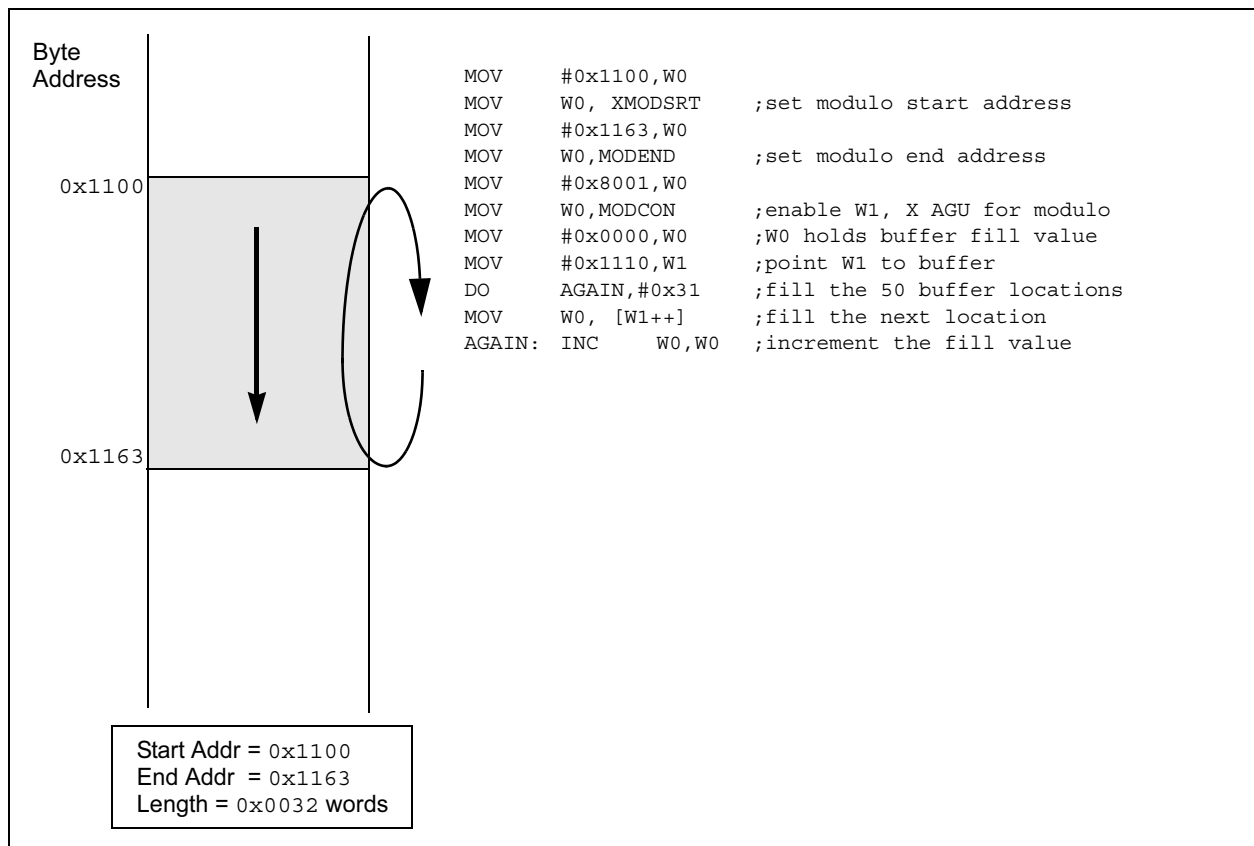 Byte
Address
0x1100
0x1163
MOV #0x1100,W0
MOV W0, XMODSRT ;set modulo start address
MOV #0x1163,W0
MOV W0,MODEND ;set modulo end address
MOV #0x8001,W0
MOV W0,MODCON ;enable W1, X AGU for modulo
MOV #0x0000,W0 ;W0 holds buffer fill value
MOV #0x1110,W1 ;point W1 to buffer
DO AGAIN,#0x31 ;fill the 50 buffer locations
MOV W0, [W1++] ;fill the next location
AGAIN: INC W0,W0 ;increment the fill value
Start Addr = 0x1100
End Addr = 0x1163
Length = 0x0032 words